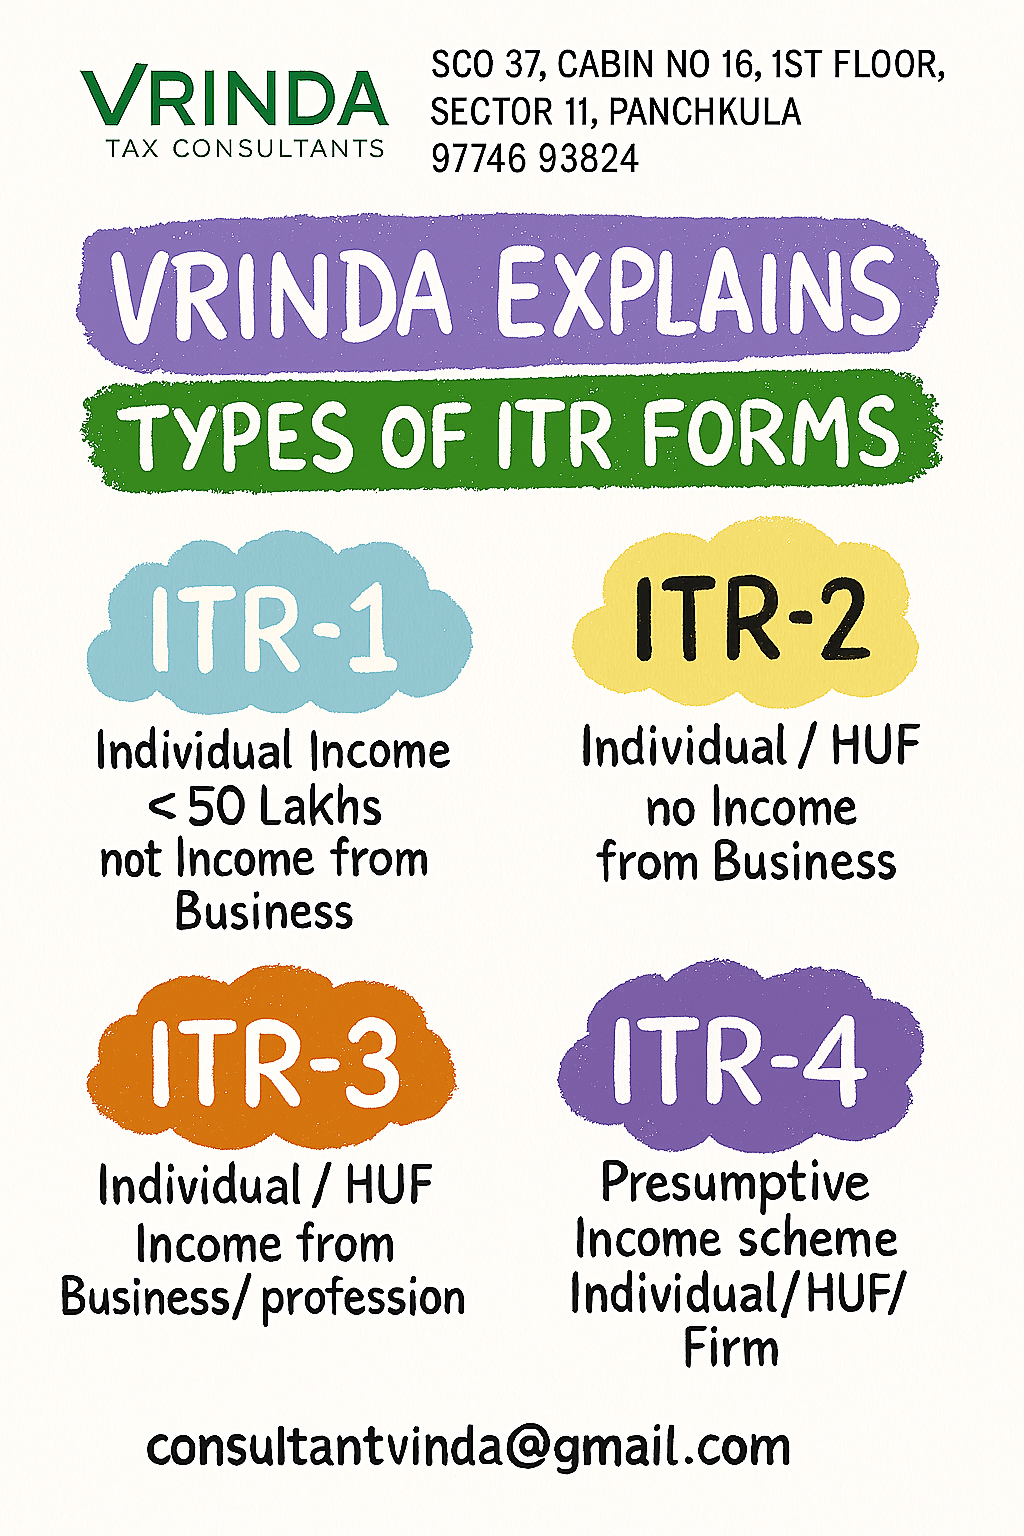 VRINDA
TAX CONSULTANTS
SCO 37, CABIN NO 16, 1ST FLOOR,
SECTOR 11, PANCHKULA
97746 93824
VRINDA EXPLAINS
TYPES OF ITR FORMS
ITR-1
Individual Income
< 50 Lakhs
not Income from
Business
ITR-2
Individual / HUF
no Income
from Business
ITR-3
Individual / HUF
Income from
Business/ profession
ITR-4
Presumptive
Income scheme
Individual/HUF/
Firm
consultantvinda@gmail.com